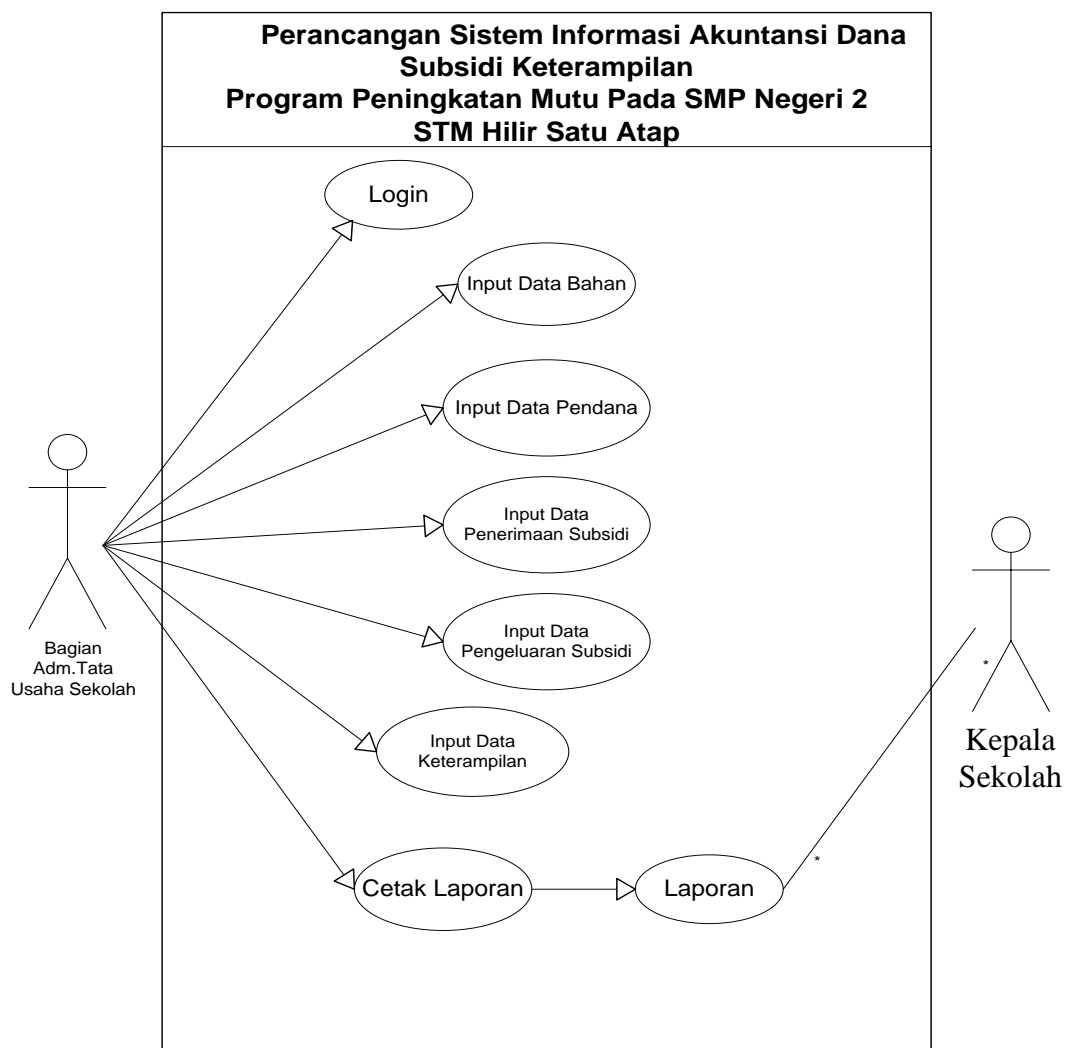 Perancangan Sistem Informasi Akuntansi Dana
Subsidi Keterampilan
Program Peningkatan Mutu Pada SMP Negeri 2
STM Hilir Satu Atap
Login
Input Data Bahan
Input Data Pendana
Input Data
Penerimaan Subsidi
Input Data
Pengeluaran Subsidi
Input Data
Keterampilan
Cetak Laporan
Laporan
Bagian
Adm.Tata
Usaha Sekolah
*
*
Kepala
Sekolah